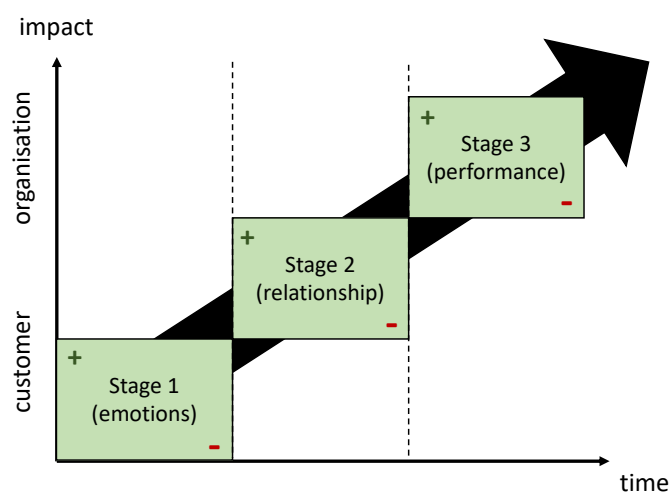 impact
organisation
customer
+
Stage 3
(performance)
-
+
Stage 2
(relationship)
-
+
Stage 1
(emotions)
-
time